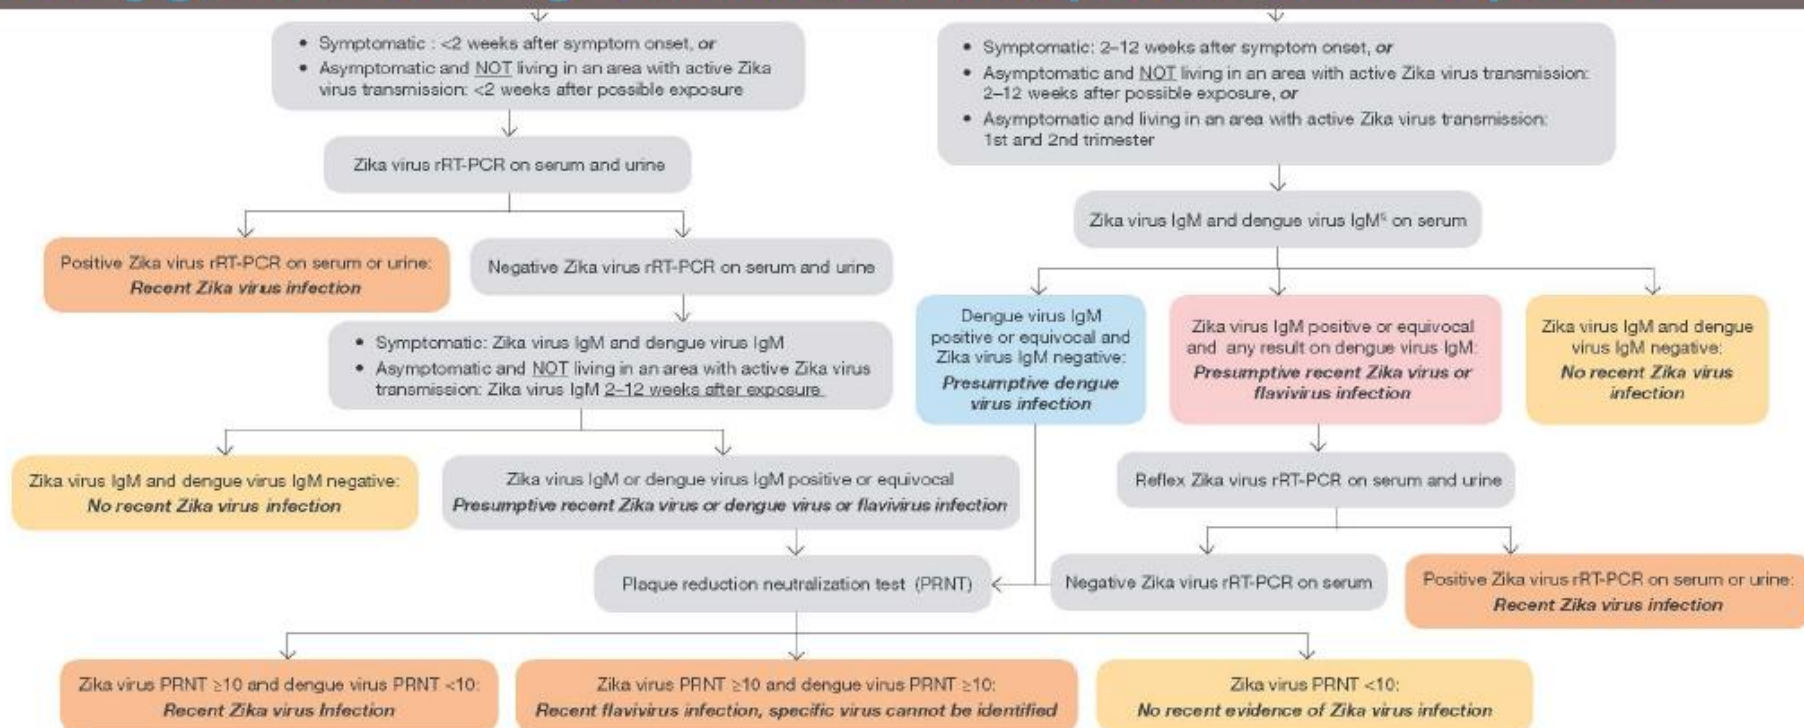 • Symptomatic : <2 weeks after symptom onset, or
• Asymptomatic and NOT living in an area with active Zika
virus transmission: <2 weeks after possible exposure
• Symptomatic: 2–12 weeks after symptom onset, or
• Asymptomatic and NOT living in an area with active Zika virus transmission:
2–12 weeks after possible exposure, or
• Asymptomatic and living in an area with active Zika virus transmission:
1st and 2nd trimester
Zika virus rRT-PCR on serum and urine
Zika virus IgM and dengue virus IgM§ on serum
Positive Zika virus rRT-PCR on serum or urine:
Recent Zika virus infection
Negative Zika virus rRT-PCR on serum and urine
• Symptomatic: Zika virus IgM and dengue virus IgM
• Asymptomatic and NOT living in an area with active Zika virus
transmission: Zika virus IgM 2–12 weeks after exposure
Dengue virus IgM
positive or equivocal and
Zika virus IgM negative:
Presumptive dengue
virus infection
Zika virus IgM positive or equivocal
and any result on dengue virus IgM:
Presumptive recent Zika virus or
flavivirus infection
Zika virus IgM and dengue
virus IgM negative:
No recent Zika virus
infection
Zika virus IgM and dengue virus IgM negative:
No recent Zika virus infection
Zika virus IgM or dengue virus IgM positive or equivocal
Presumptive recent Zika virus or dengue virus or flavivirus infection
Reflex Zika virus rRT-PCR on serum and urine
Plaque reduction neutralization test (PRNT)
Negative Zika virus rRT-PCR on serum
Positive Zika virus rRT-PCR on serum or urine:
Recent Zika virus infection
Zika virus PRNT ≥10 and dengue virus PRNT <10:
Recent Zika virus Infection
Zika virus PRNT ≥10 and dengue virus PRNT ≥10:
Recent flavivirus infection, specific virus cannot be identified
Zika virus PRNT <10:
No recent evidence of Zika virus infection